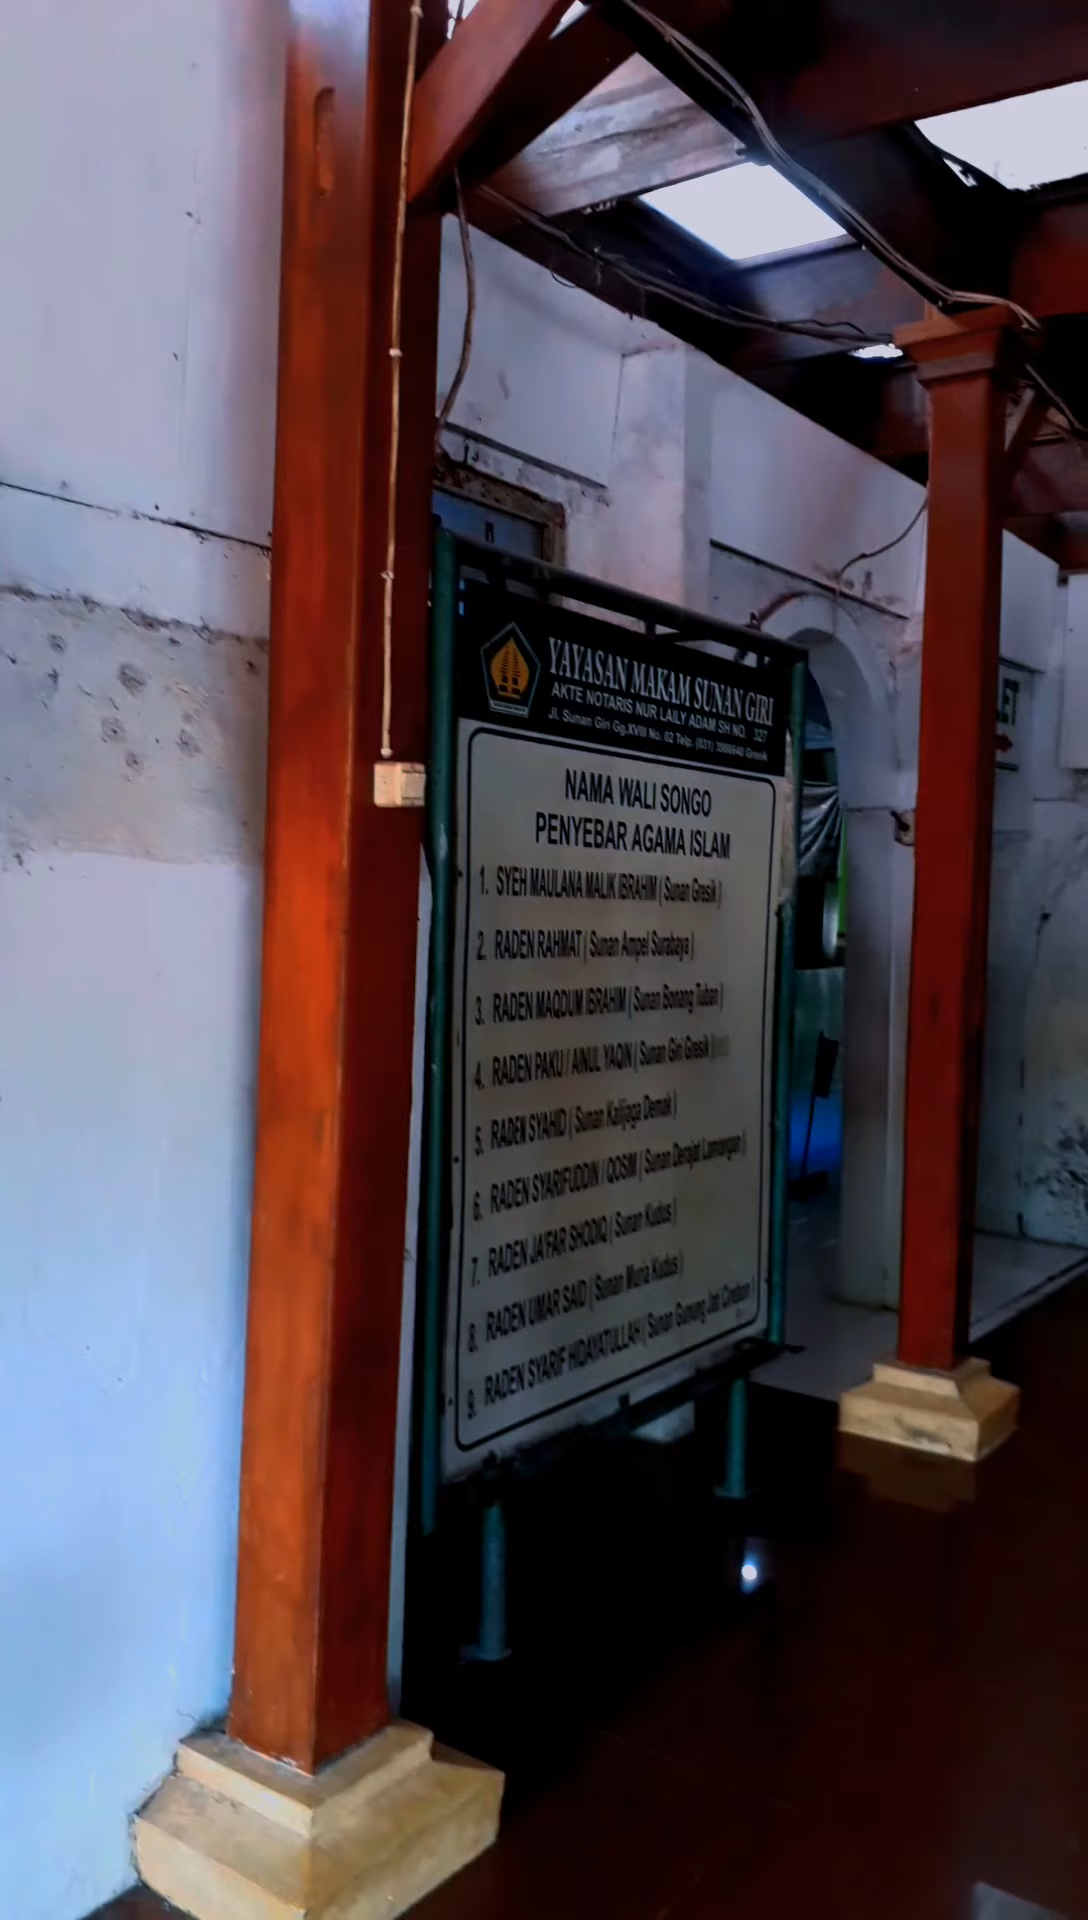 YAYASAN MAKAM SUNAN GIRI
AKTE NOTARIS NUR LAILY ADAM SH NO. 327
Jl. Sunan Giri Gg.XVIII No. 02 Telp. (031) Gresik
NAMA WALI SONGO
PENYEBAR AGAMA ISLAM
1. SYEH MAULANA MALIK IBRAHIM ( Sunan Gresik )
2. RADEN RAHMAT ( Sunan Ampel Surabaya )
3. RADEN MAQDUM IBRAHIM ( Sunan Bonang Tuban )
4. RADEN PAKU / AINUL YAQIN ( Sunan Giri Gresik )
5. RADEN SYAHID ( Sunan Kalijaga Demak )
6. RADEN SYARIFUDDIN / QOSIM ( Sunan Derajat Lamongan )
7. RADEN JA'FAR SHODIQ ( Sunan Kudus )
8. RADEN UMAR SAID ( Sunan Muria Kudus )
9. RADEN SYARIF HIDAYATULLAH ( Sunan Gunung Jati Cirebon )